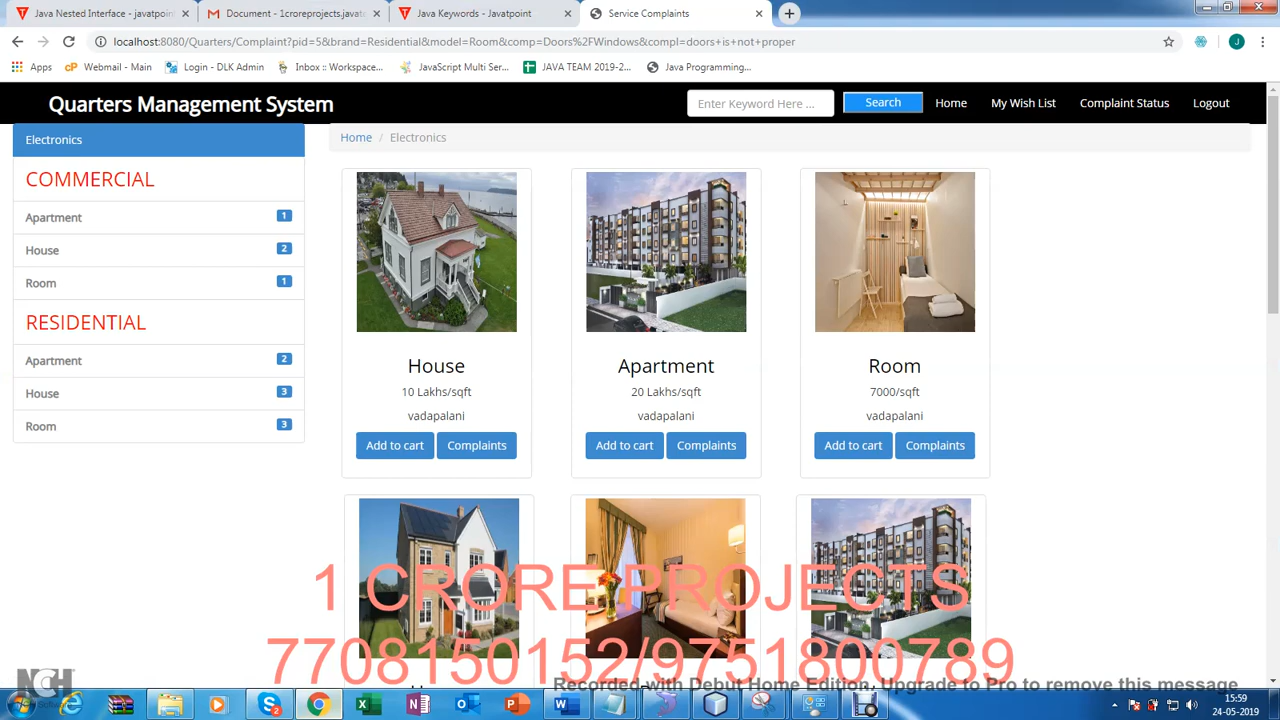 Java Nested Interface - javatpoint
Document - 1croreprojects.javate
Java Keywords - Javatpoint
Service Complaints
localhost:8080/Quarters/Complaint?pid=5&brand=Residential&model=Room&comp=Doors%2FWindows&compl=doors+is+not+proper
J
Apps
Webmail - Main
Login - DLK Admin
Inbox :: Workspace...
JavaScript Multi Ser...
JAVA TEAM 2019-2...
Java Programming...
Quarters Management System
Enter Keyword Here ...
Search
Home
My Wish List
Complaint Status
Logout
Electronics
COMMERCIAL
Apartment 1
House 2
Room 1
RESIDENTIAL
Apartment 2
House 3
Room 3
Home / Electronics
House
10 Lakhs/sqft
vadapalani
Add to cart Complaints
Apartment
20 Lakhs/sqft
vadapalani
Add to cart Complaints
Room
7000/sqft
vadapalani
Add to cart Complaints
1 CRORE PROJECTS
7708150152/9751800789
Recorded with Debut Home Edition. Upgrade to Pro to remove this message
NCH
Software
15:59
24-05-2019